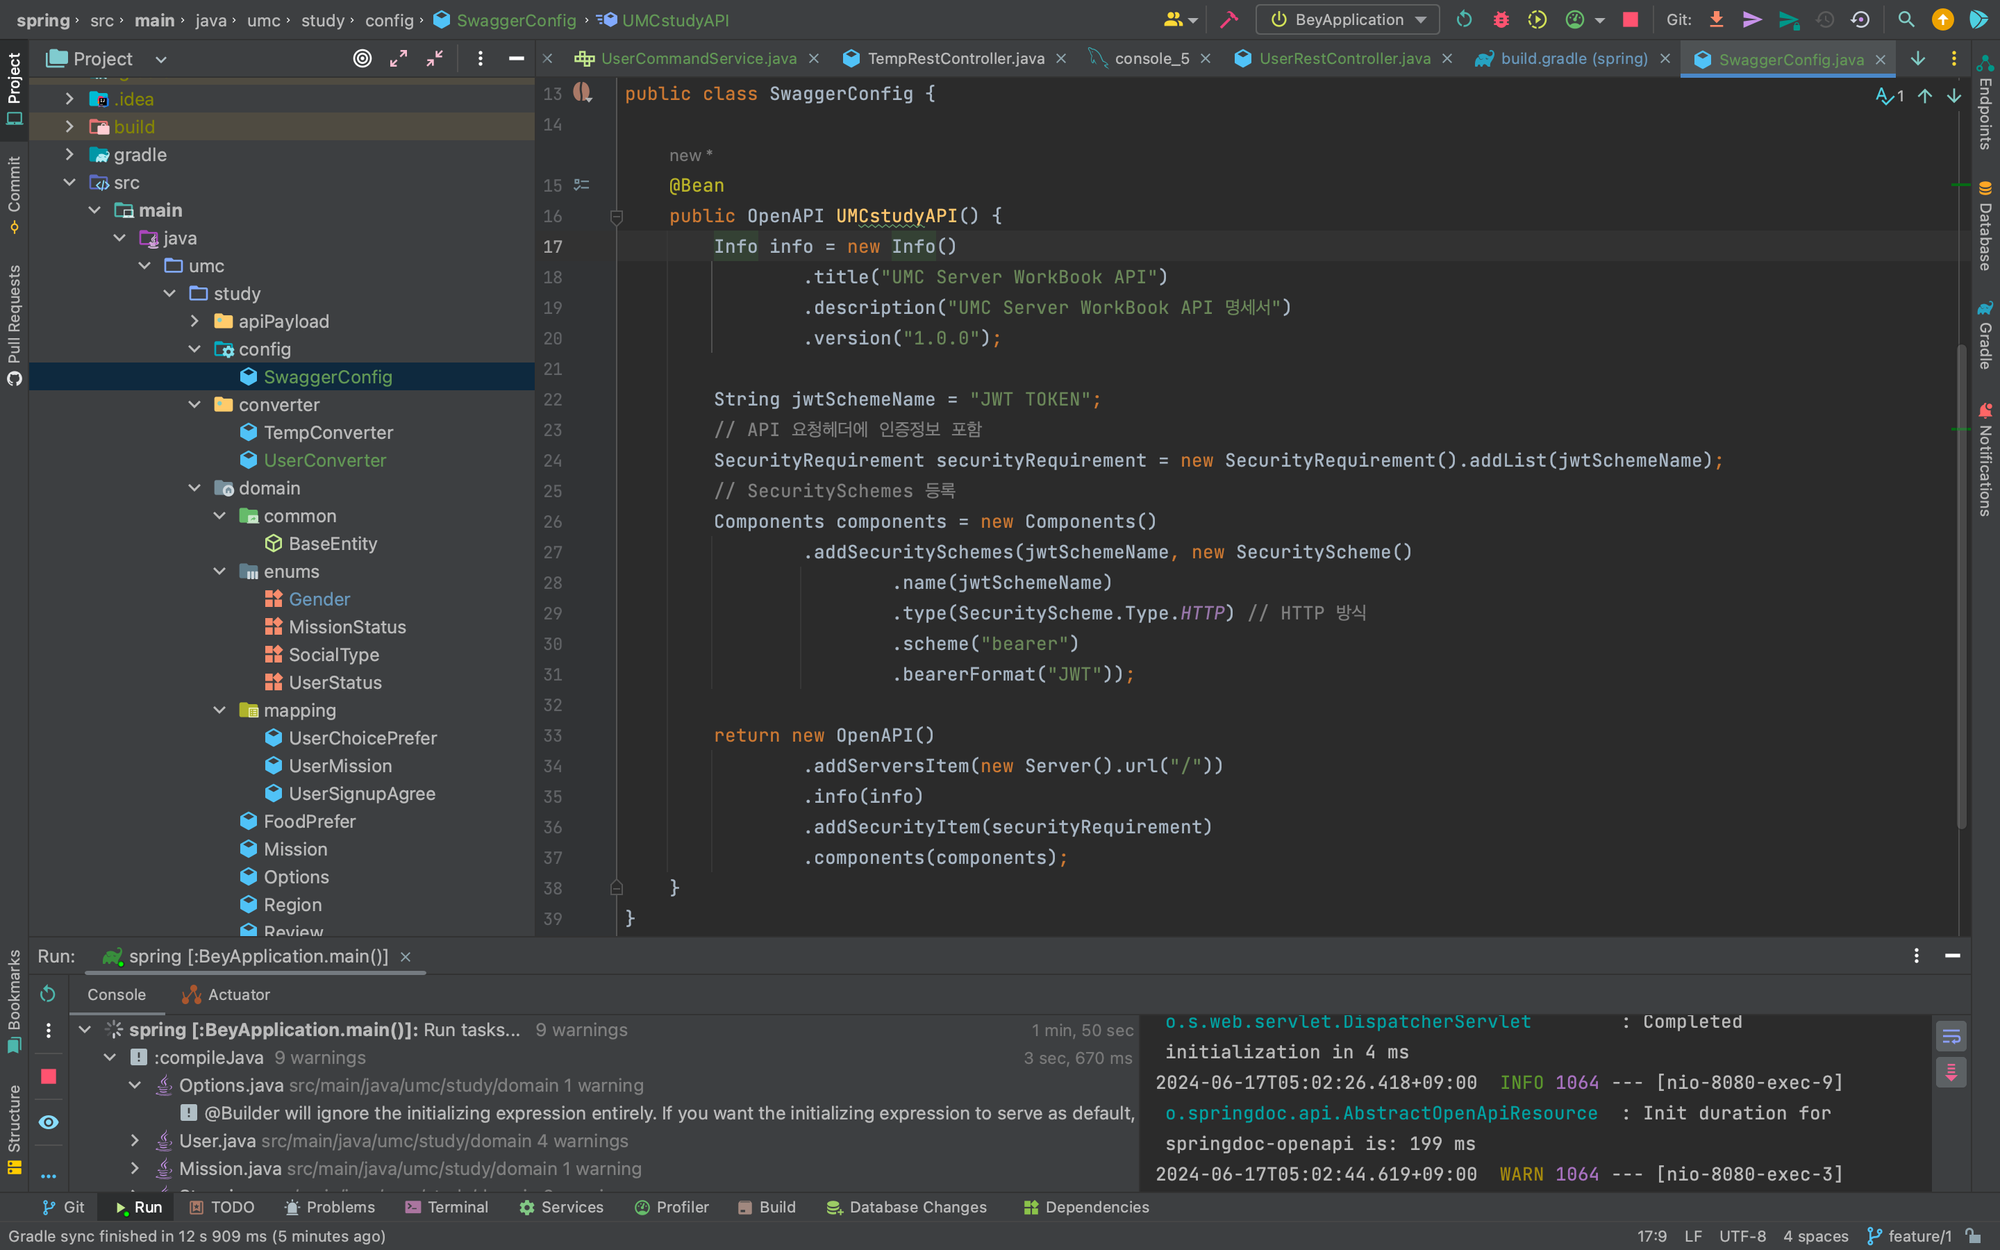 spring › src › main › java › umc › study › config › SwaggerConfig › UMCstudyAPI
BeyApplication
Git:
Project
UserCommandService.java
TempRestController.java
console_5
UserRestController.java
build.gradle (spring)
SwaggerConfig.java
Project
Commit
Pull Requests
Bookmarks
Structure
.idea
build
gradle
src
main
java
umc
study
apiPayload
config
SwaggerConfig
converter
TempConverter
UserConverter
domain
common
BaseEntity
enums
Gender
MissionStatus
SocialType
UserStatus
mapping
UserChoicePrefer
UserMission
UserSignupAgree
FoodPrefer
Mission
Options
Region
Review
1
13 public class SwaggerConfig {
14
new *
15 @Bean
16 public OpenAPI UMCstudyAPI() {
17 Info info = new Info()
18 .title("UMC Server WorkBook API")
19 .description("UMC Server WorkBook API 명세서")
20 .version("1.0.0");
21
22 String jwtSchemeName = "JWT TOKEN";
23 // API 요청헤더에 인증정보 포함
24 SecurityRequirement securityRequirement = new SecurityRequirement().addList(jwtSchemeName);
25 // SecuritySchemes 등록
26 Components components = new Components()
27 .addSecuritySchemes(jwtSchemeName, new SecurityScheme()
28 .name(jwtSchemeName)
29 .type(SecurityScheme.Type.HTTP) // HTTP 방식
30 .scheme("bearer")
31 .bearerFormat("JWT"));
32
33 return new OpenAPI()
34 .addServersItem(new Server().url("/"))
35 .info(info)
36 .addSecurityItem(securityRequirement)
37 .components(components);
38 }
39 }
Endpoints
Database
Gradle
Notifications
Run: spring [:BeyApplication.main()]
Console Actuator
spring [:BeyApplication.main()]: Run tasks... 9 warnings 1 min, 50 sec
:compileJava 9 warnings 3 sec, 670 ms
Options.java src/main/java/umc/study/domain 1 warning
@Builder will ignore the initializing expression entirely. If you want the initializing expression to serve as default,
User.java src/main/java/umc/study/domain 4 warnings
Mission.java src/main/java/umc/study/domain 1 warning
o.s.web.servlet.DispatcherServlet : Completed
initialization in 4 ms
2024-06-17T05:02:26.418+09:00 INFO 1064 --- [nio-8080-exec-9]
o.springdoc.api.AbstractOpenApiResource : Init duration for
springdoc-openapi is: 199 ms
2024-06-17T05:02:44.619+09:00 WARN 1064 --- [nio-8080-exec-3]
Git Run TODO Problems Terminal Services Profiler Build Database Changes Dependencies
Gradle sync finished in 12 s 909 ms (5 minutes ago) 17:9 LF UTF-8 4 spaces feature/1